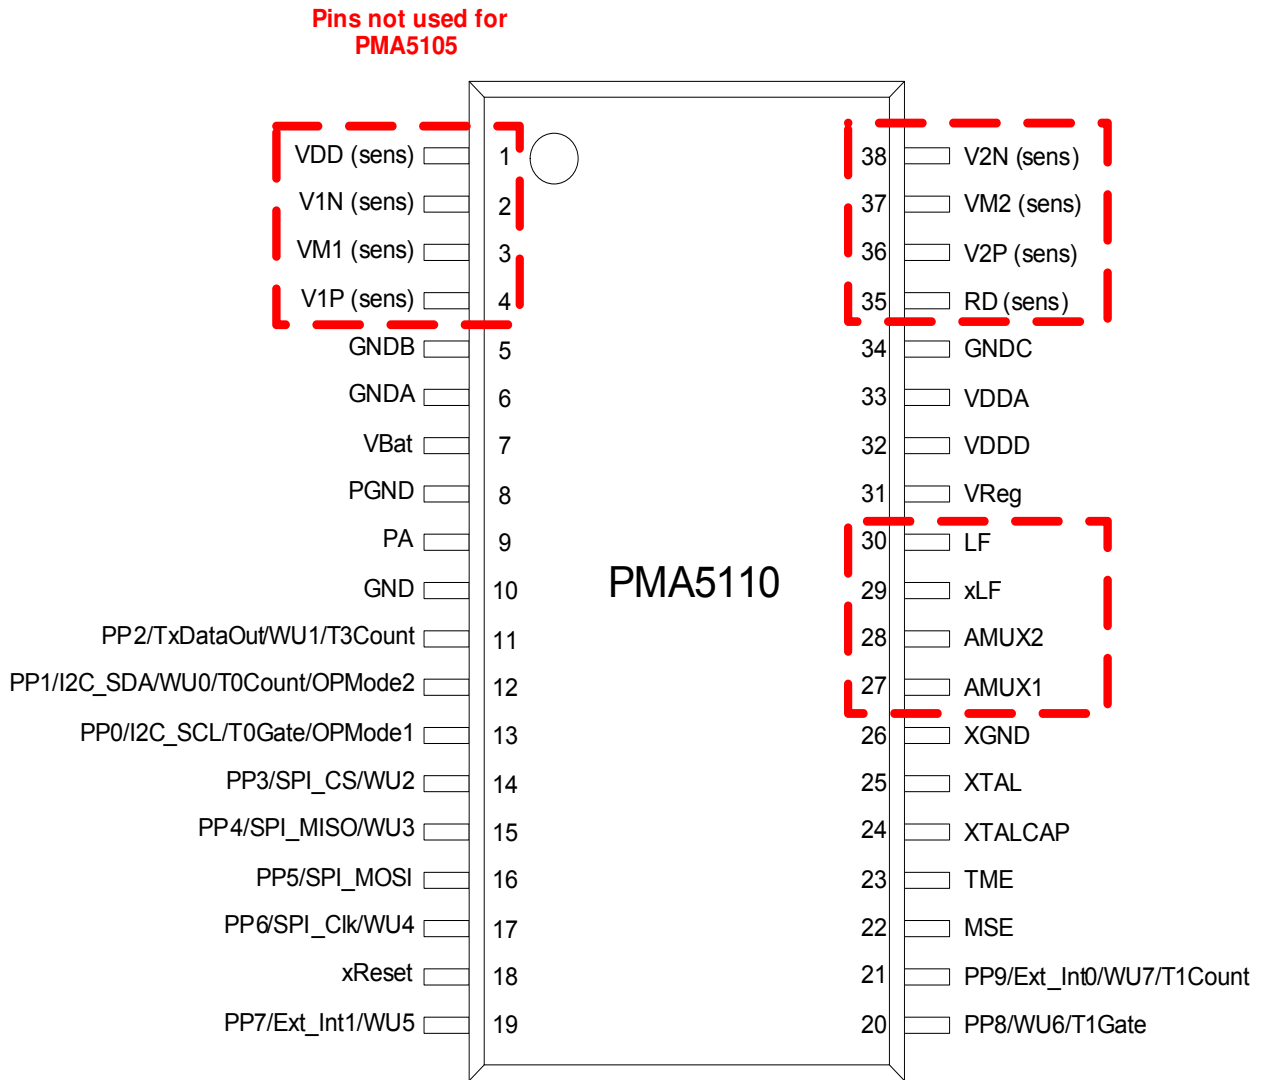 Pins not used for
PMA5105
VDD (sens) 1
V1N (sens) 2
VM1 (sens) 3
V1P (sens) 4
GNDB 5
GNDA 6
VBat 7
PGND 8
PA 9
GND 10
PP2/TxDataOut/WU1/T3Count 11
PP1/I2C_SDA/WU0/T0Count/OPMode2 12
PP0/I2C_SCL/T0Gate/OPMode1 13
PP3/SPI_CS/WU2 14
PP4/SPI_MISO/WU3 15
PP5/SPI_MOSI 16
PP6/SPI_Clk/WU4 17
xReset 18
PP7/Ext_Int1/WU5 19
PMA5110
38 V2N (sens)
37 VM2 (sens)
36 V2P (sens)
35 RD (sens)
34 GNDC
33 VDDA
32 VDDD
31 VReg
30 LF
29 xLF
28 AMUX2
27 AMUX1
26 XGND
25 XTAL
24 XTALCAP
23 TME
22 MSE
21 PP9/Ext_Int0/WU7/T1Count
20 PP8/WU6/T1Gate